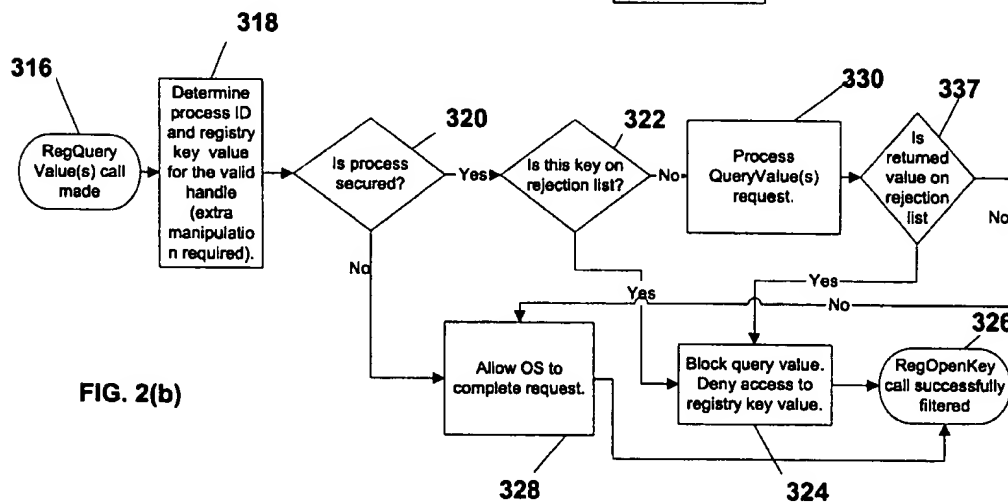 318
316
330
337
Determine
process ID
and registry
key value
for the valid
handle
(extra
manipulatio
n required).
320
322
RegQuery
Value(s) call
made
Is process
secured?
Yes
Is this key on
rejection list?
No
Process
QueryValue(s)
request.
Is
returned
value on
rejection
list
No
No
Yes
Yes
No
326
Allow OS to
complete request.
Block query value.
Deny access to
registry key value.
RegOpenKey
call successfully
filtered
FIG. 2(b)
328
324